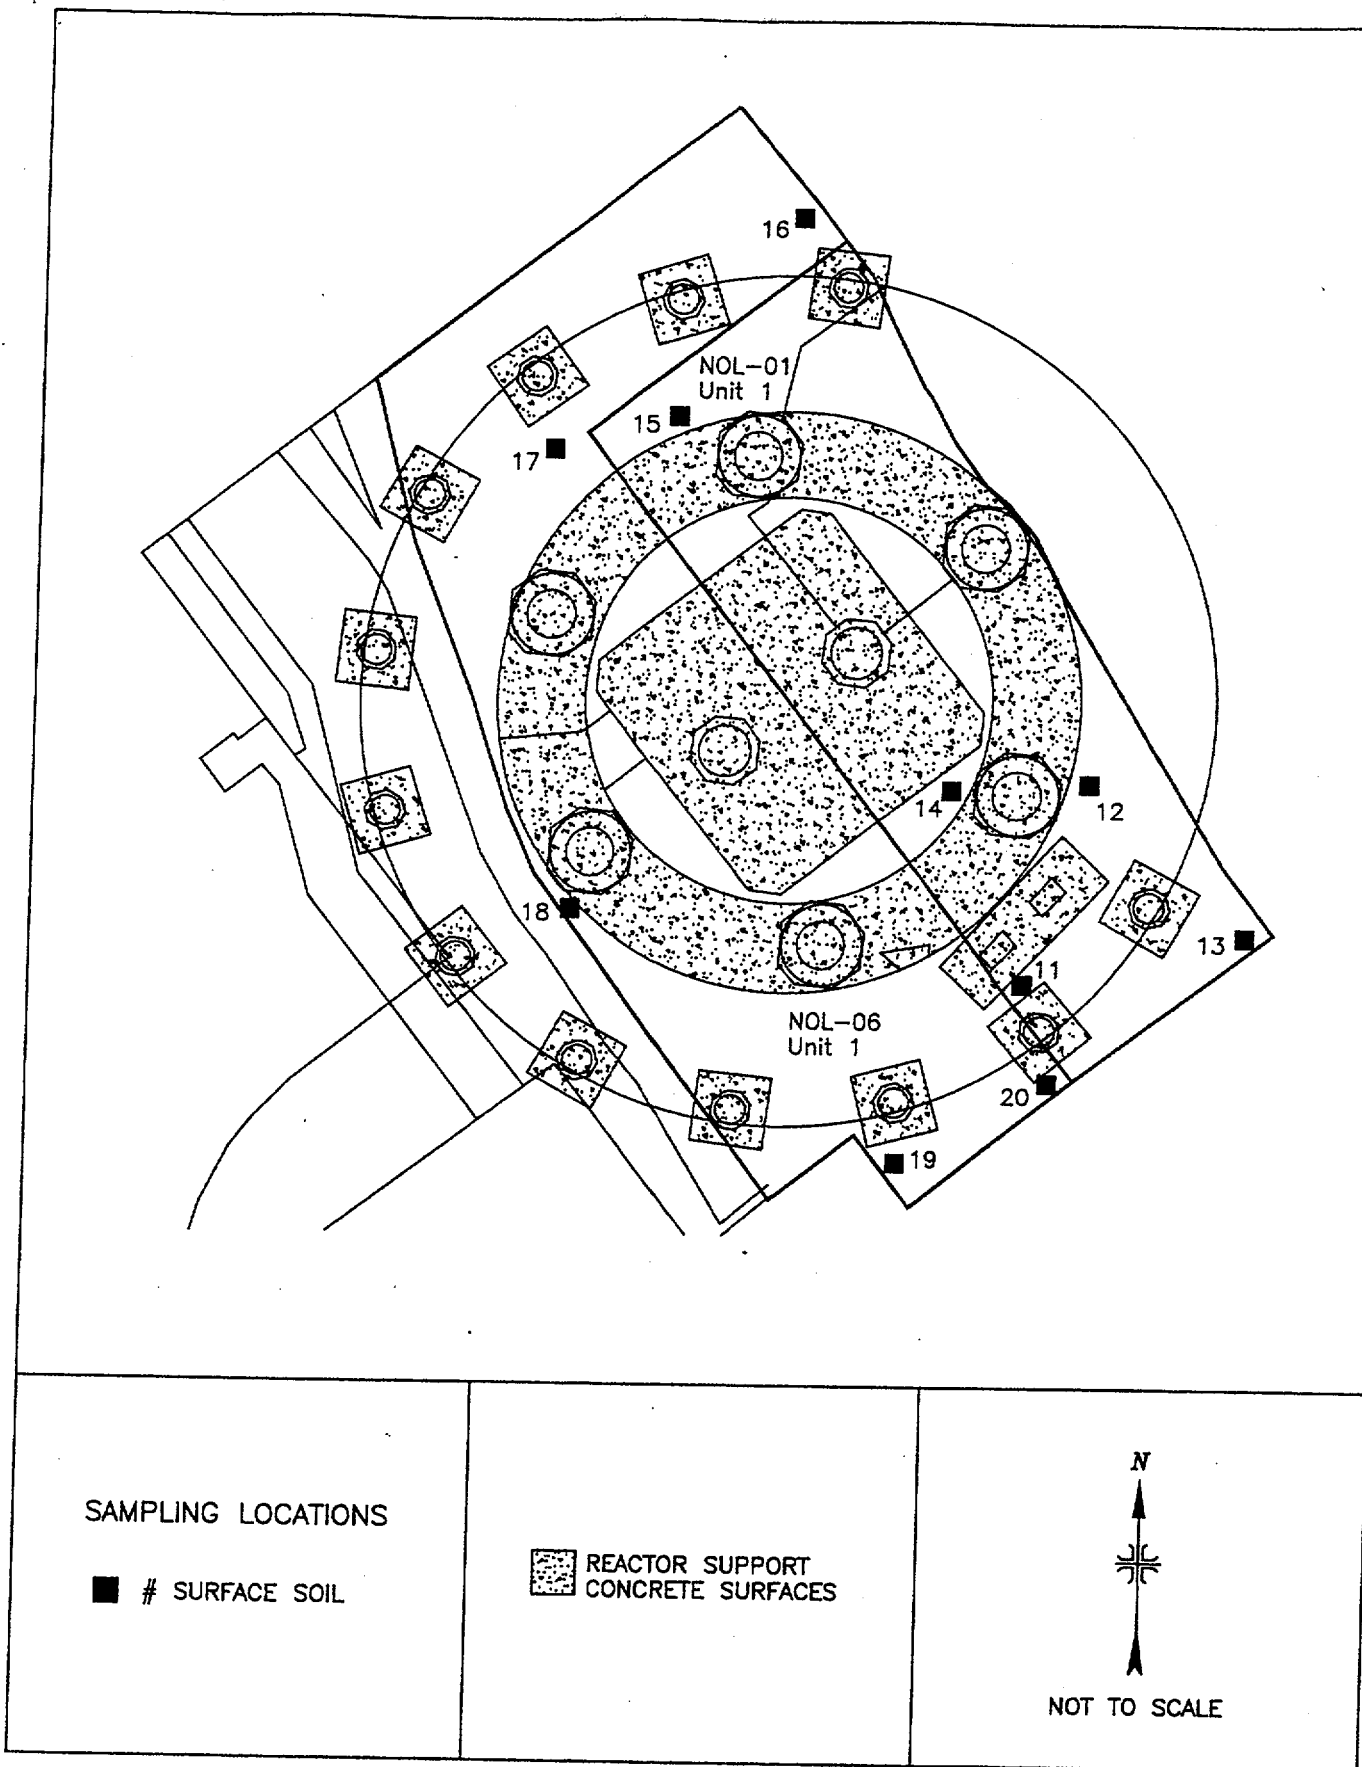 16
NOL-01
Unit 1
15
17
14
12
18
13
11
NOL-06
Unit 1
20
19
SAMPLING LOCATIONS
# SURFACE SOIL
REACTOR SUPPORT
CONCRETE SURFACES
N
NOT TO SCALE